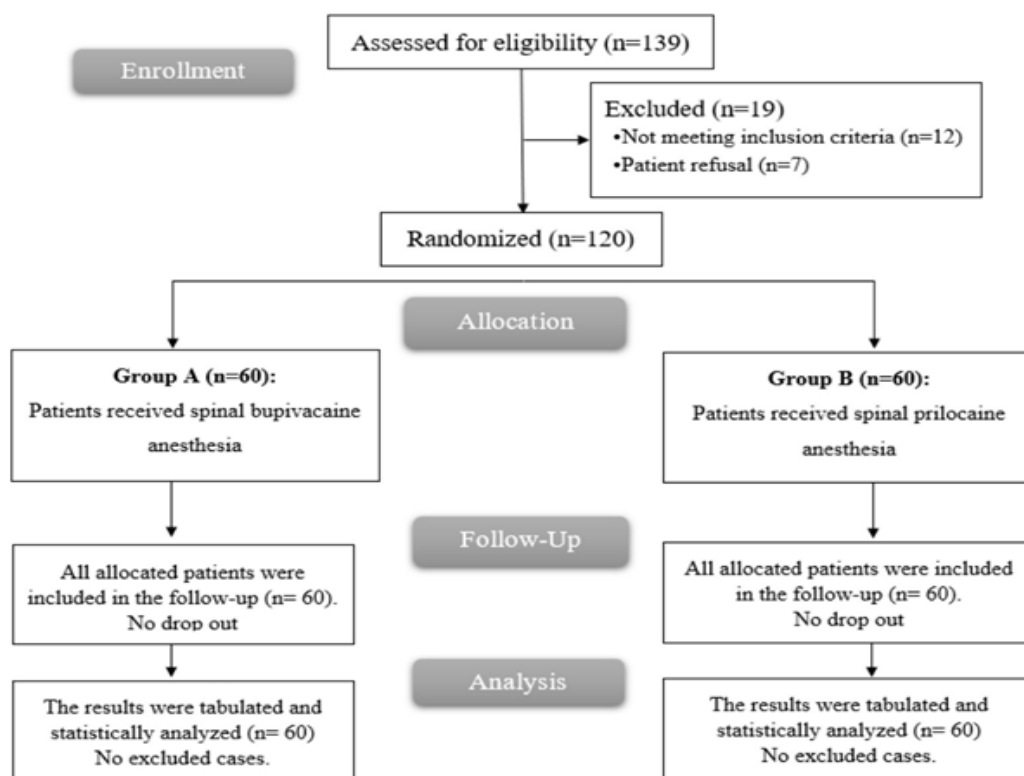 Assessed for eligibility (n=139)
Enrollment
Excluded (n=19)
•Not meeting inclusion criteria (n=12)
•Patient refusal (n=7)
Randomized (n=120)
Allocation
Group A (n=60):
Patients received spinal bupivacaine
anesthesia
Group B (n=60):
Patients received spinal prilocaine
anesthesia
Follow-Up
All allocated patients were
included in the follow-up (n= 60).
No drop out
All allocated patients were included
in the follow-up (n= 60).
No drop out
Analysis
The results were tabulated and
statistically analyzed (n= 60)
No excluded cases.
The results were tabulated and
statistically analyzed (n= 60)
No excluded cases.